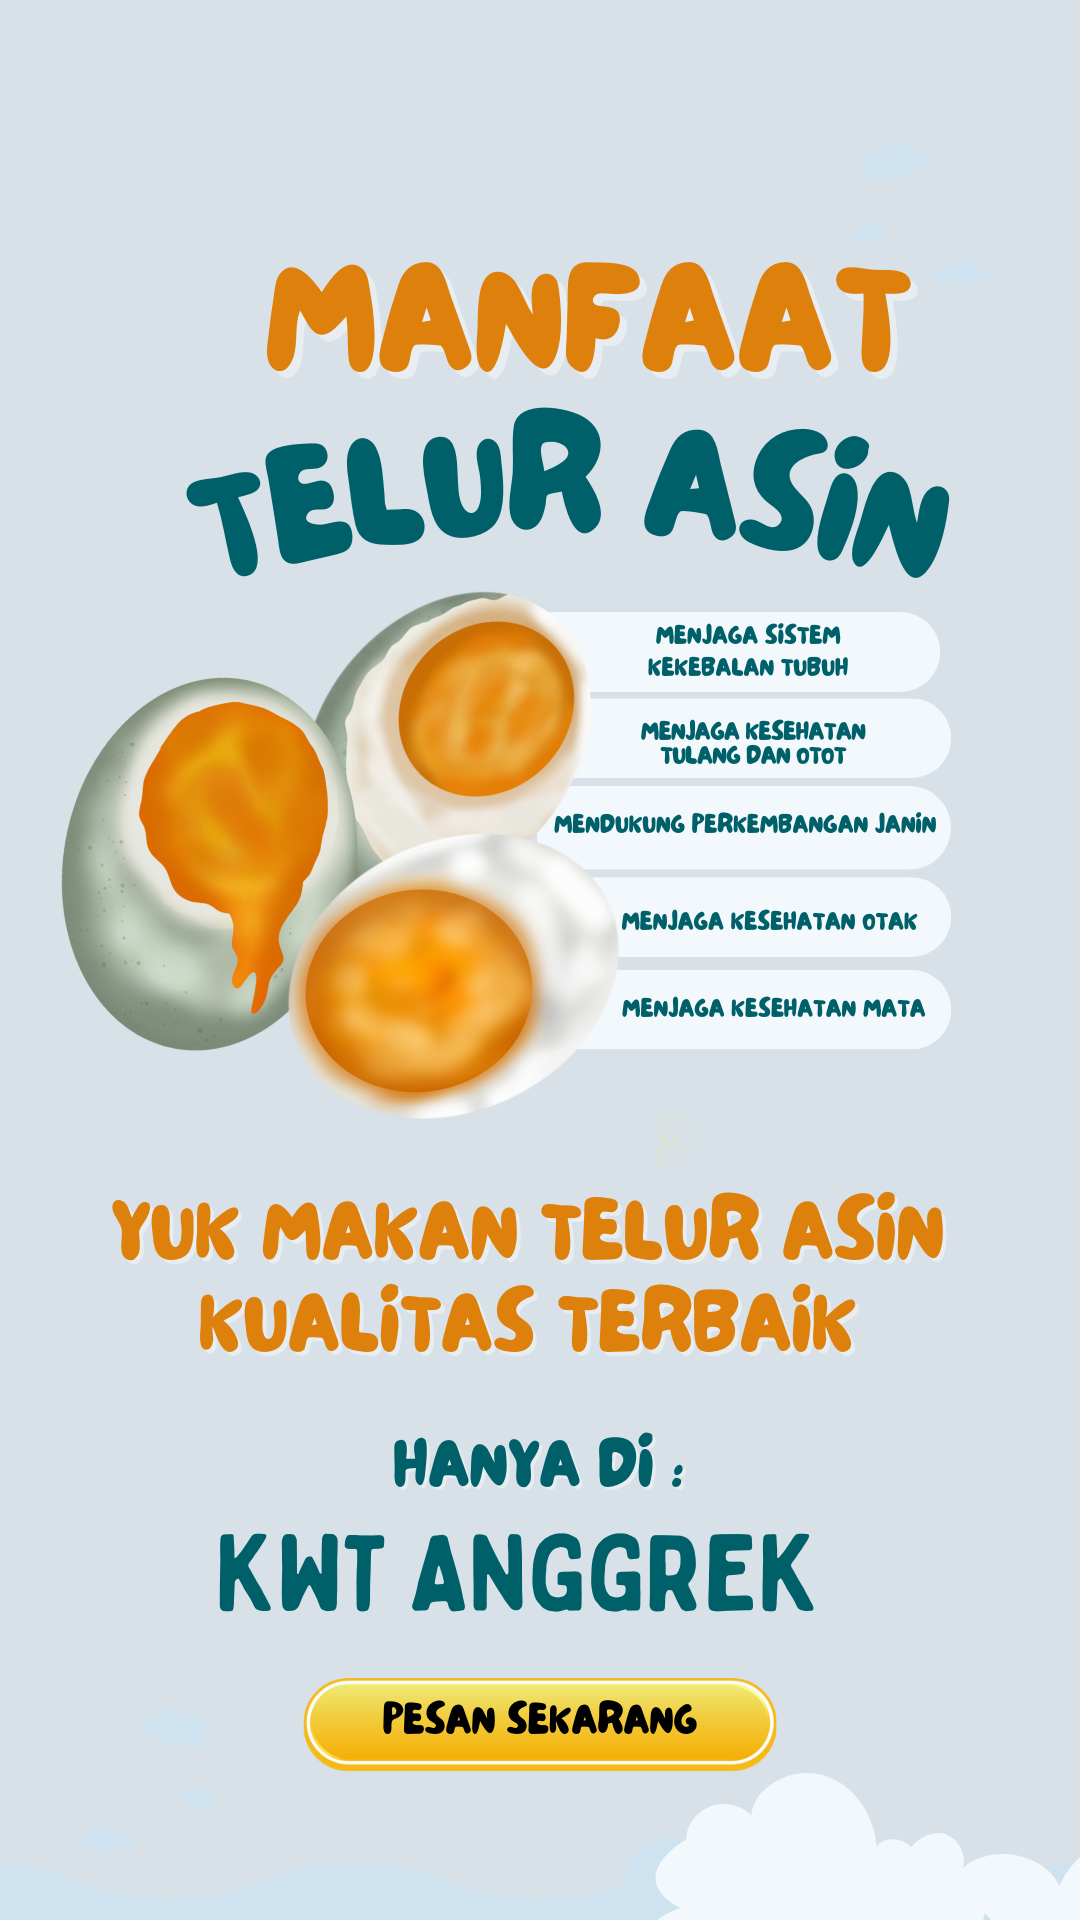 MANFAAT
TELUR ASiN
MENJAGA SiSTEM
KEKEBALAN TUBUH
MENJAGA KESEHATAN
TULANG DAN OTOT
MENDUKUNG PERKEMBANGAN JANiN
MENJAGA KESEHATAN OTAK
MENJAGA KESEHATAN MATA
YUK MAKAN TELUR ASiN
KUALiTAS TERBAiK
HANYA Di :
KWT ANGGREK
PESAN SEKARANG